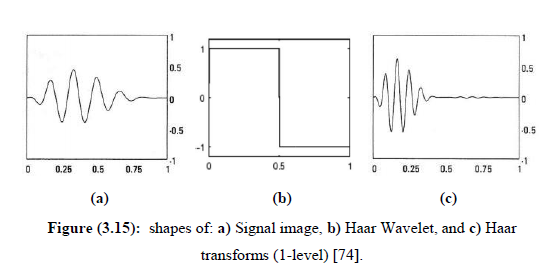 1
0.5
0
-0.5
-1
0 0.25 0.5 0.75 1
1
0
-1
0 0.5 1
1
0.5
0
-0.5
-1
0 0.25 0.5 0.75 1
(a) (b) (c)
Figure (3.15): shapes of: a) Signal image, b) Haar Wavelet, and c) Haar
transforms (1-level) [74].